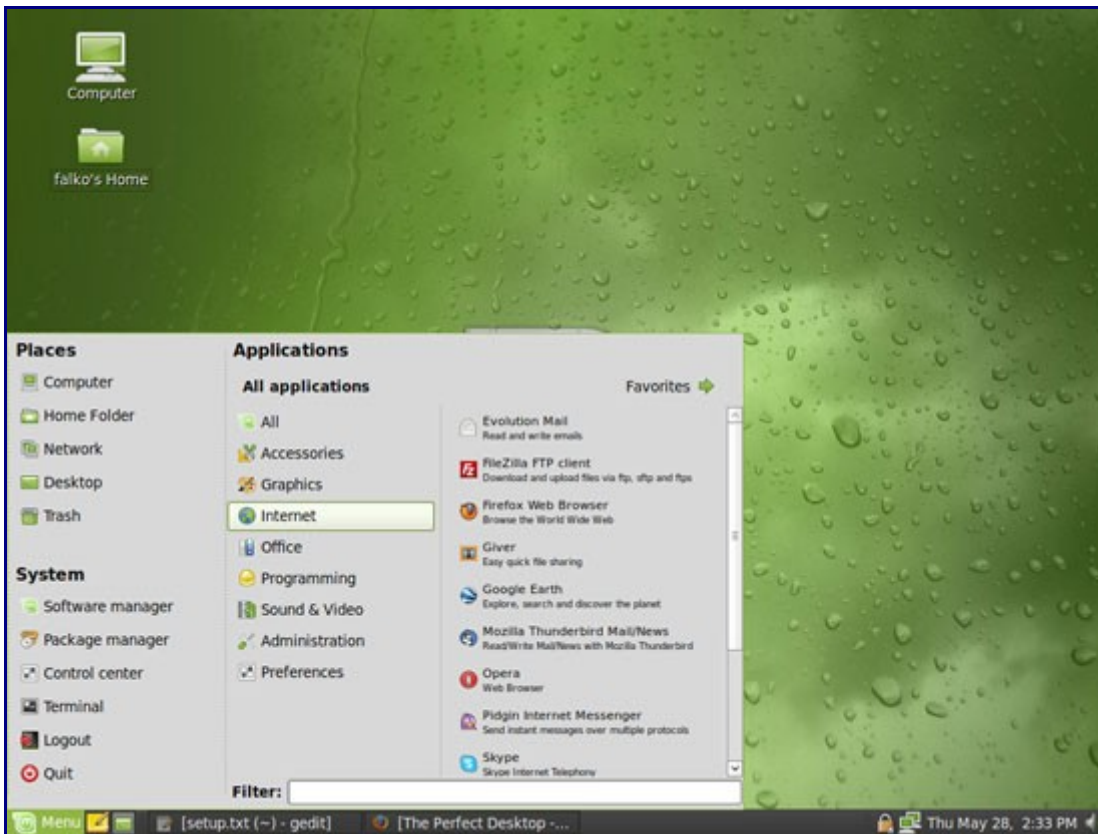 Computer
falko's Home
Places
Computer
Home Folder
Network
Desktop
Trash
System
Software manager
Package manager
Control center
Terminal
Logout
Quit
Applications
All applications
Favorites
All
Accessories
Graphics
Internet
Office
Programming
Sound & Video
Administration
Preferences
Evolution Mail
Read and write emails
FileZilla FTP client
Download and upload files via ftp, sftp and ftps
Firefox Web Browser
Browse the World Wide Web
Giver
Easy quick file sharing
Google Earth
Explore, search and discover the planet
Mozilla Thunderbird Mail/News
Read/Write Mail/News with Mozilla Thunderbird
Opera
Web Browser
Pidgin Internet Messenger
Send instant messages over multiple protocols
Skype
Skype Internet Telephony
Filter:
Menu
[setup.txt (~) - gedit]
[The Perfect Desktop -...
Thu May 28, 2:33 PM